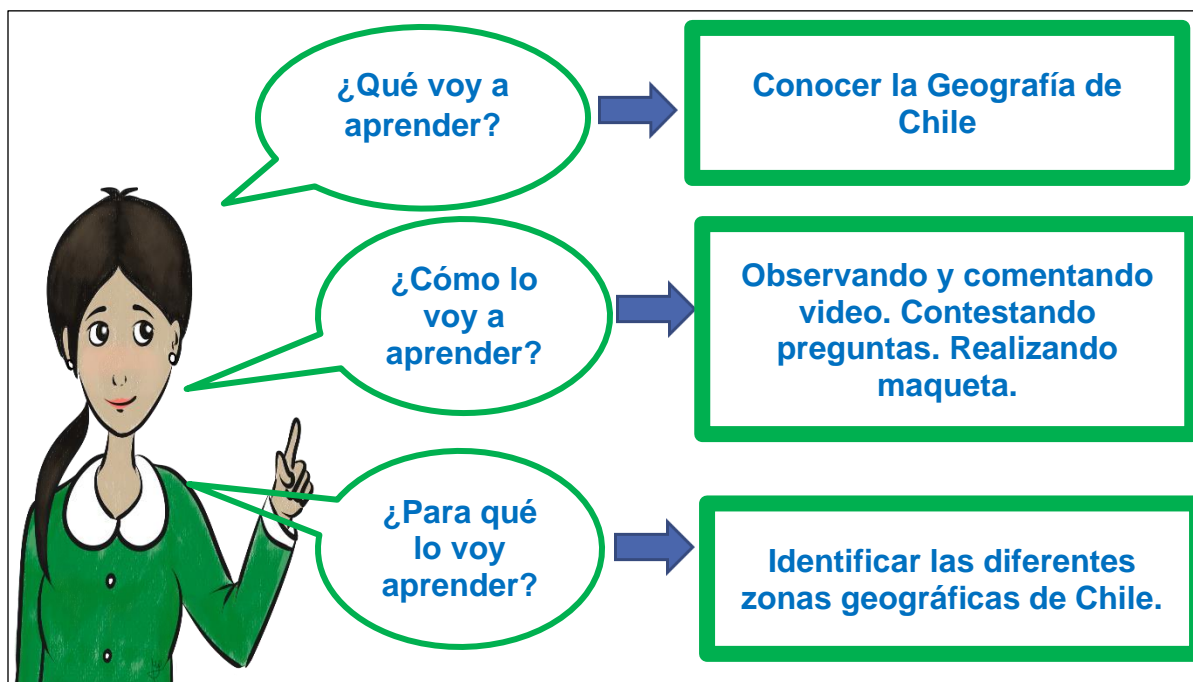 ¿Qué voy a
aprender?
Conocer la Geografía de
Chile
¿Cómo lo
voy a
aprender?
Observando y comentando
video. Contestando
preguntas. Realizando
maqueta.
¿Para qué
lo voy
aprender?
Identificar las diferentes
zonas geográficas de Chile.